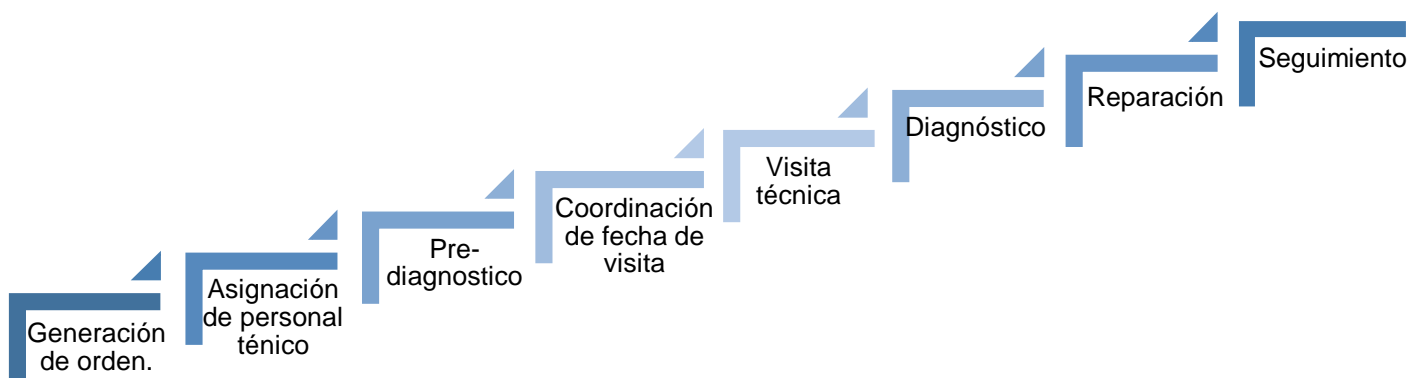 Generación
de orden.
Asignación
de personal
ténico
Pre-
diagnostico
Coordinación
de fecha de
visita
Visita
técnica
Diagnóstico
Reparación
Seguimiento